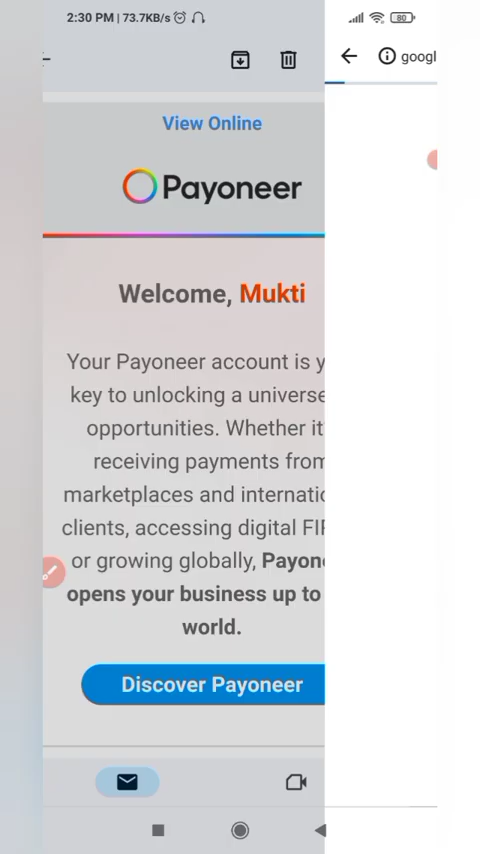 2:30 PM | 73.7KB/s
80
googl
View Online
Payoneer
Welcome, Mukti
Your Payoneer account is y
key to unlocking a universe
opportunities. Whether it'
receiving payments from
marketplaces and internatio
clients, accessing digital FIR
or growing globally, Payone
opens your business up to
world.
Discover Payoneer